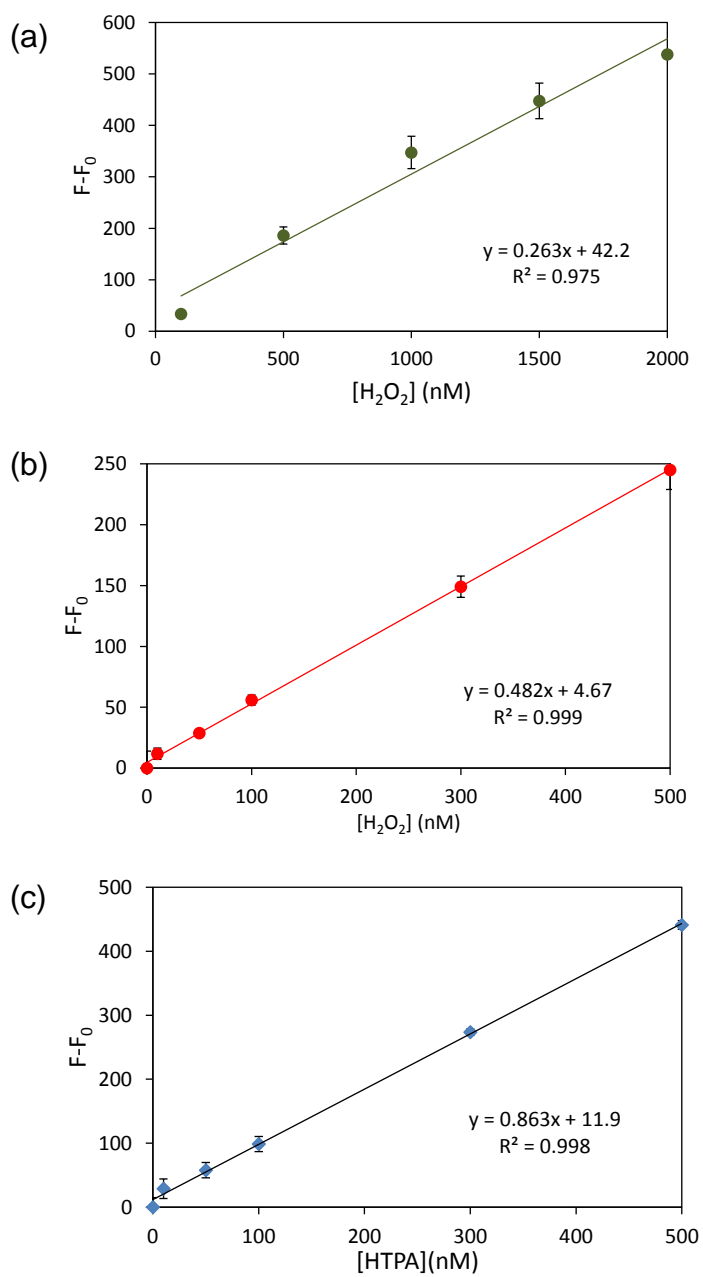 (a)
600
500
400
300
200
100
0
F-F₀
y = 0.263x + 42.2
R² = 0.975
0 500 1000 1500 2000
[H₂O₂] (nM)
(b)
250
200
150
100
50
0
F-F₀
y = 0.482x + 4.67
R² = 0.999
0 100 200 300 400 500
[H₂O₂] (nM)
(c)
500
400
300
200
100
0
F-F₀
y = 0.863x + 11.9
R² = 0.998
0 100 200 300 400 500
[HTPA](nM)